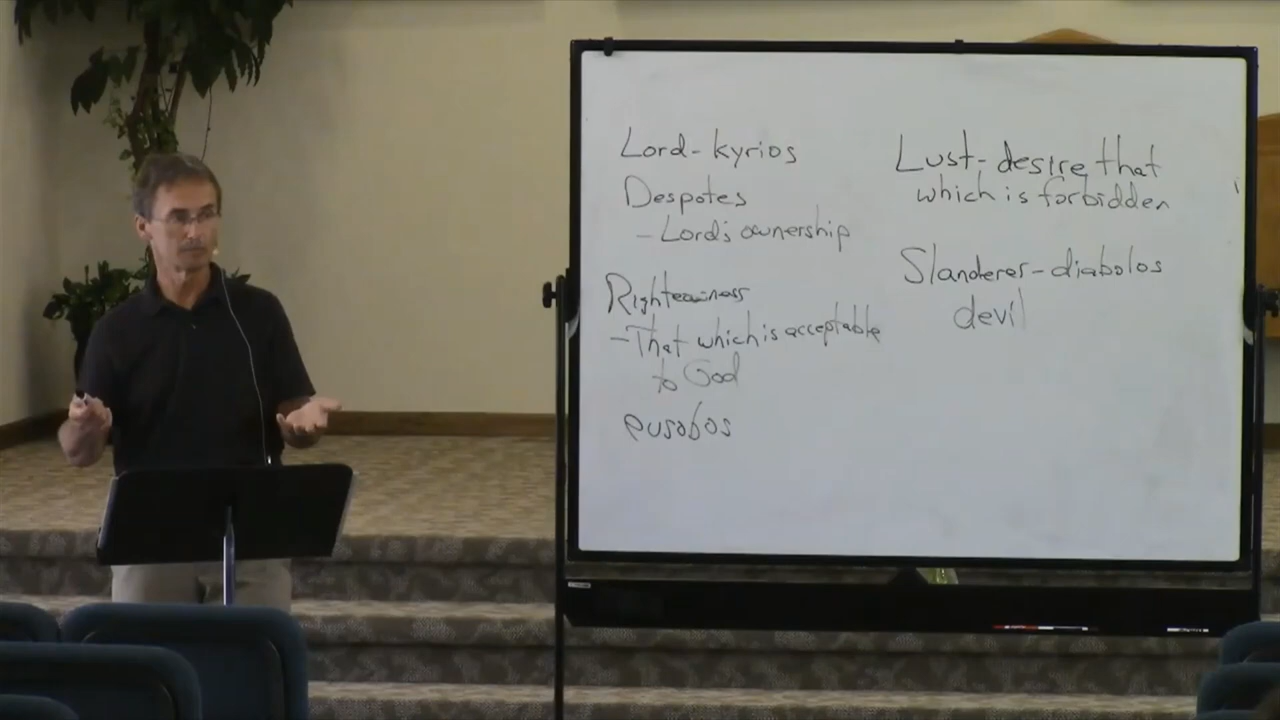 Lord - kyrios
Despotes
- Lord's ownership
Righteousness
- That which is acceptable
to God
eusobos
Lust - desire that
which is forbidden
Slanderer - diabolos
devil